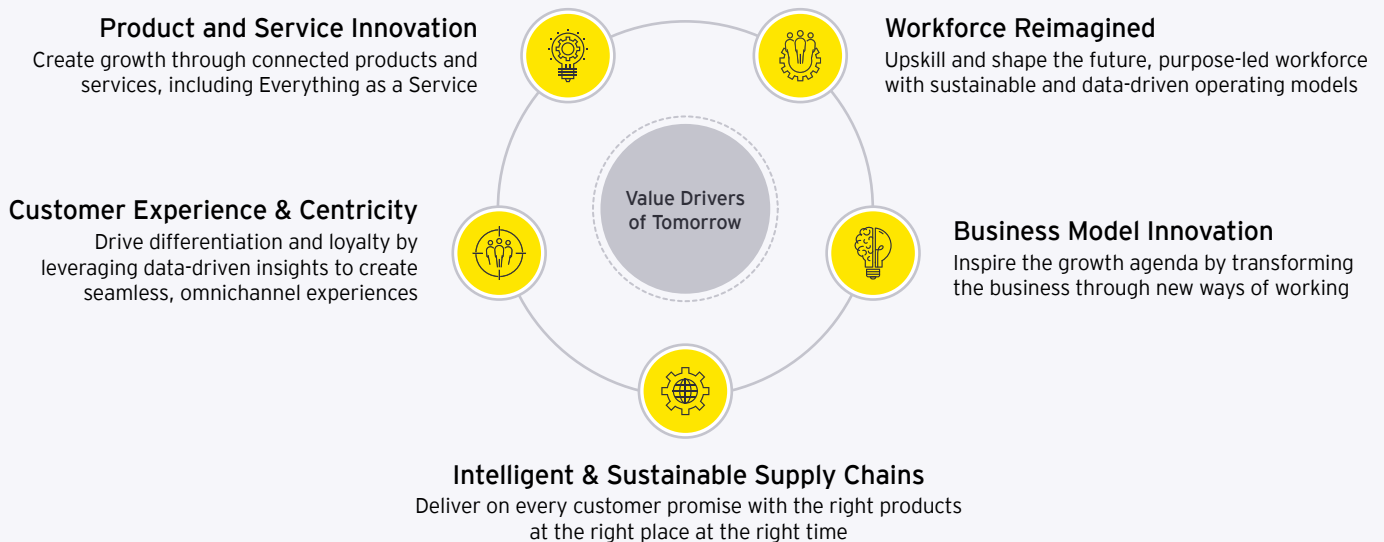 Product and Service Innovation
Create growth through connected products and
services, including Everything as a Service
Workforce Reimagined
Upskill and shape the future, purpose-led workforce
with sustainable and data-driven operating models
Value Drivers
of Tomorrow
Customer Experience & Centricity
Drive differentiation and loyalty by
leveraging data-driven insights to create
seamless, omnichannel experiences
Business Model Innovation
Inspire the growth agenda by transforming
the business through new ways of working
Intelligent & Sustainable Supply Chains
Deliver on every customer promise with the right products
at the right place at the right time